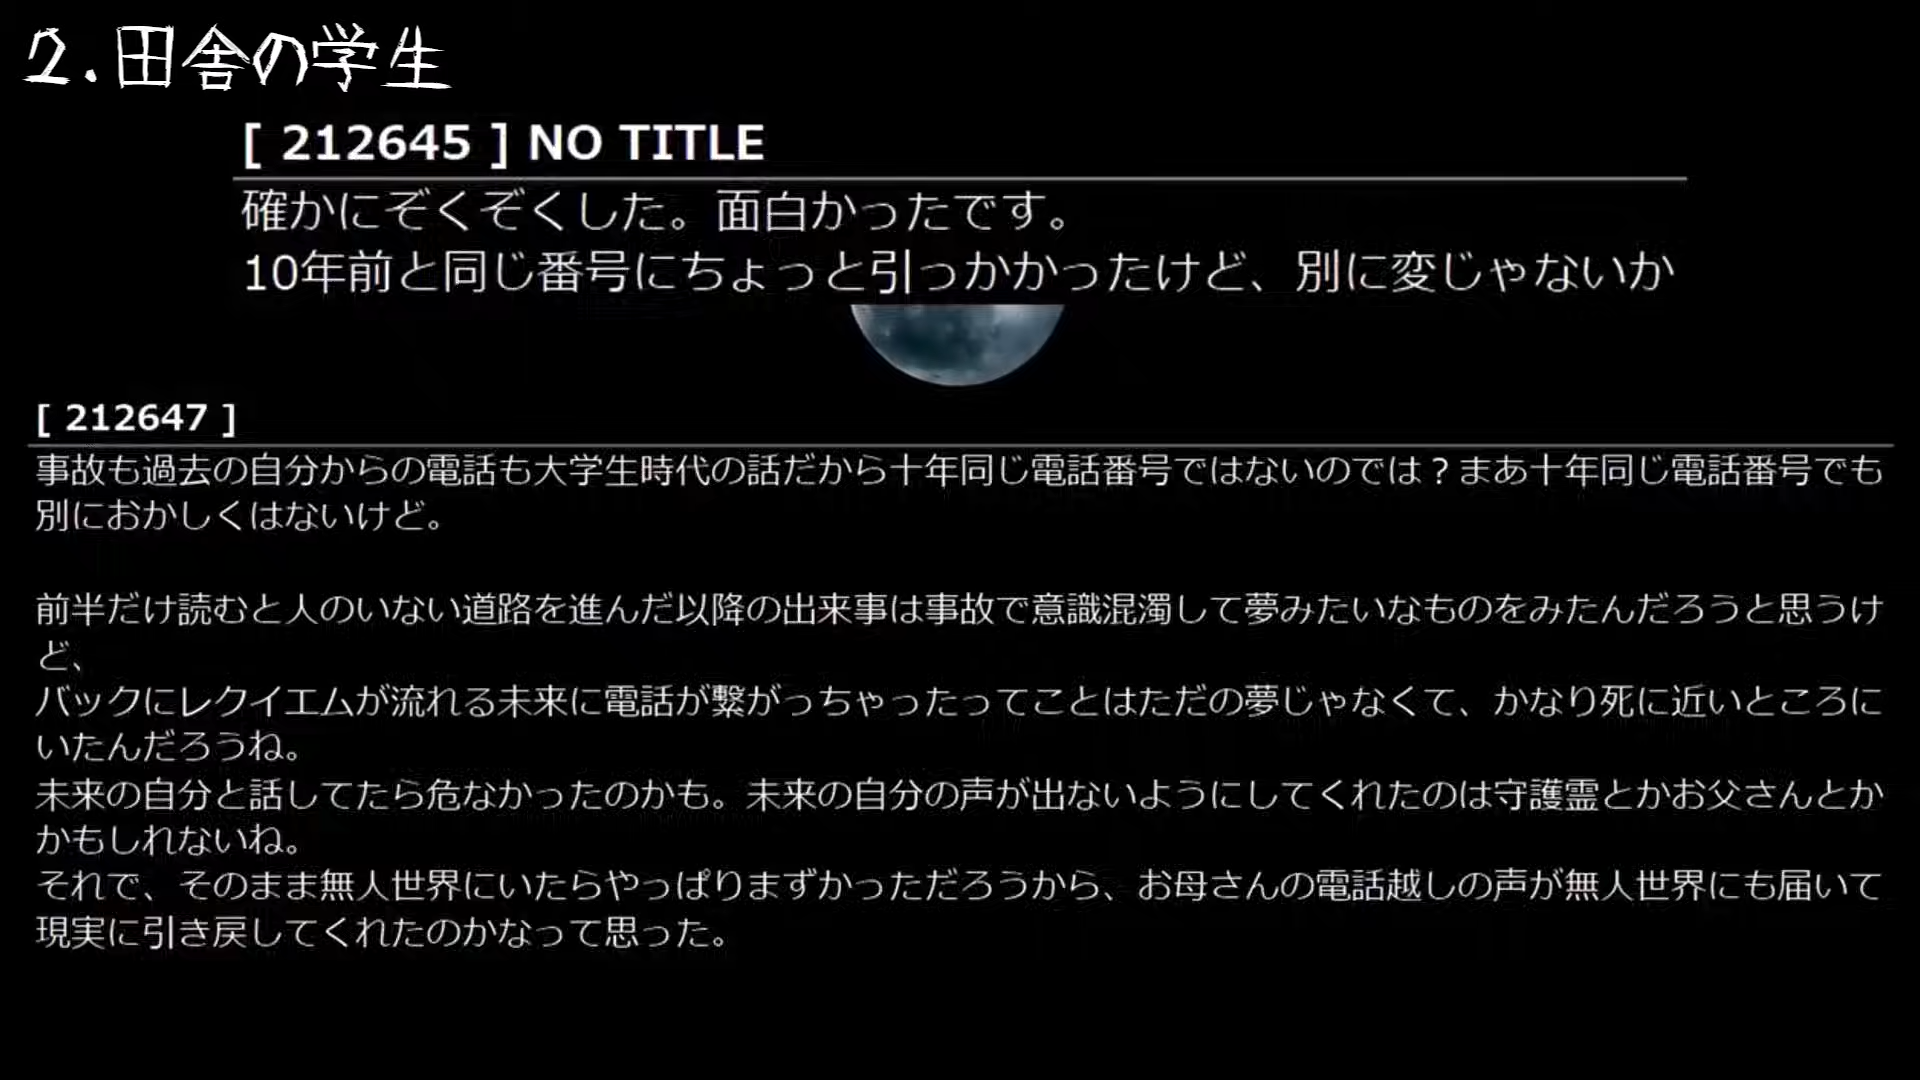 2.田舎の学生
[ 212645 ] NO TITLE
確かにぞくぞくした。面白かったです。
10年前と同じ番号にちょっと引っかかったけど、別に変じゃないか
[ 212647 ]
事故も過去の自分からの電話も大学生時代の話だから十年同じ電話番号ではないのでは？まあ十年同じ電話番号でも
別におかしくはないけど。
前半だけ読むと人のいない道路を進んだ以降の出来事は事故で意識混濁して夢みたいなものをみたんだろうと思うけ
ど、
バックにレクイエムが流れる未来に電話が繋がっちゃったってことはただの夢じゃなくて、かなり死に近いところに
いたんだろうね。
未来の自分と話してたら危なかったのかも。未来の自分の声が出ないようにしてくれたのは守護霊とかお父さんとか
かもしれないね。
それで、そのまま無人世界にいたらやっぱりまずかっただろうから、お母さんの電話越しの声が無人世界にも届いて
現実に引き戻してくれたのかなって思った。